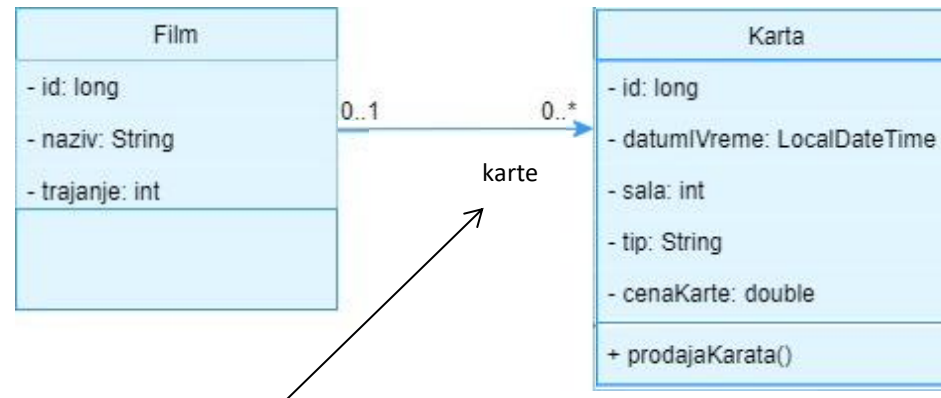 Film
- id: long
- naziv: String
- trajanje: int
0..1
0..*
karte
Karta
- id: long
- datumIVreme: LocalDateTime
- sala: int
- tip: String
- cenaKarte: double
+ prodajaKarata()